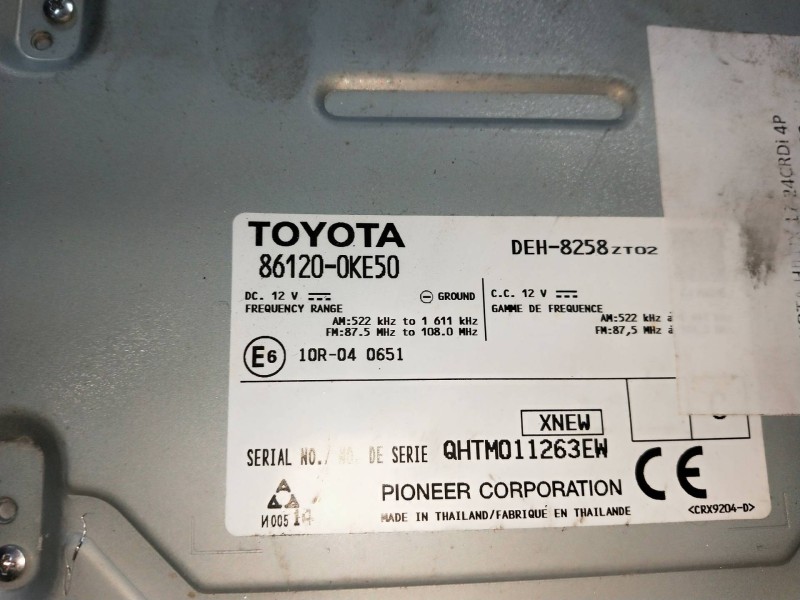 TOYOTA
86120-0KE50
DEH-8258ZT02
DC. 12 V
GROUND
FREQUENCY RANGE
AM:522 kHz to 1 611 kHz
FM:87.5 MHz to 108.0 MHz
C.C. 12 V
GAMME DE FREQUENCE
AM:522 kHz à
FM:87,5 MHz à
E6 10R-04 0651
XNEW
SERIAL NO./ NO. DE SERIE QHTM011263EW
CE
PIONEER CORPORATION
N005
MADE IN THAILAND/FABRIQUÉ EN THAILANDE
<CRX9204-D>
24CRDi 4P